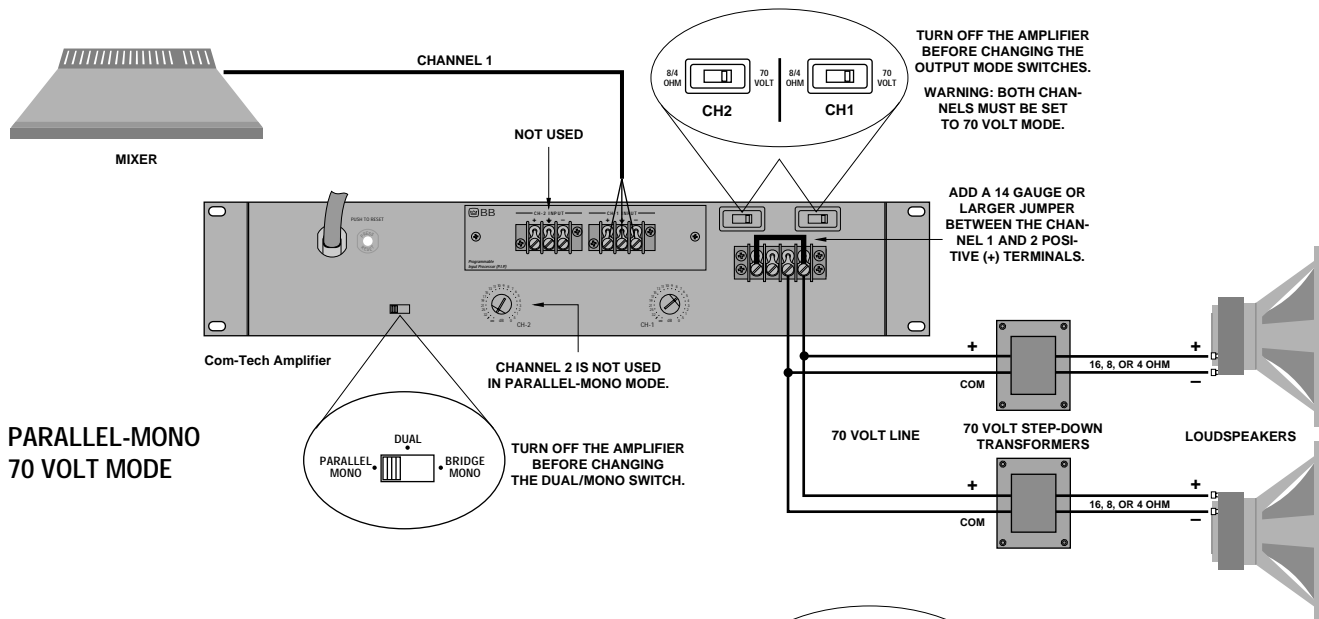 CHANNEL 1
MIXER
NOT USED
8/4
OHM
70
VOLT
8/4
OHM
70
VOLT
CH2
CH1
TURN OFF THE AMPLIFIER
BEFORE CHANGING THE
OUTPUT MODE SWITCHES.
WARNING: BOTH CHAN-
NELS MUST BE SET
TO 70 VOLT MODE.
PUSH TO RESET
BB
CH-2 INPUT
CH-1 INPUT
+ –
+ –
Programmable
Input Processor (P.I.P.)
ADD A 14 GAUGE OR
LARGER JUMPER
BETWEEN THE CHAN-
NEL 1 AND 2 POSI-
TIVE (+) TERMINALS.
CH-2
CH-1
Com-Tech Amplifier
CHANNEL 2 IS NOT USED
IN PARALLEL-MONO MODE.
+
COM
16, 8, OR 4 OHM
+
–
PARALLEL-MONO
70 VOLT MODE
DUAL
PARALLEL
MONO
BRIDGE
MONO
TURN OFF THE AMPLIFIER
BEFORE CHANGING
THE DUAL/MONO SWITCH.
70 VOLT LINE
70 VOLT STEP-DOWN
TRANSFORMERS
LOUDSPEAKERS
+
COM
16, 8, OR 4 OHM
+
–